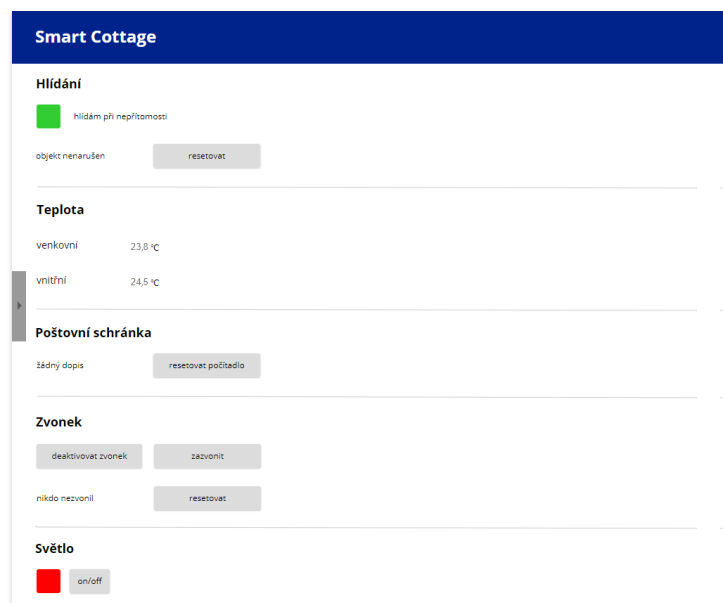 Smart Cottage
Hlídání
hlídám při nepřítomosti
objekt nenarušen resetovat
Teplota
venkovní 23,8 °C
vnitřní 24,5 °C
Poštovní schránka
žádný dopis resetovat počítadlo
Zvonek
deaktivovat zvonek zazvonit
nikdo nezvonil resetovat
Světlo
on/off